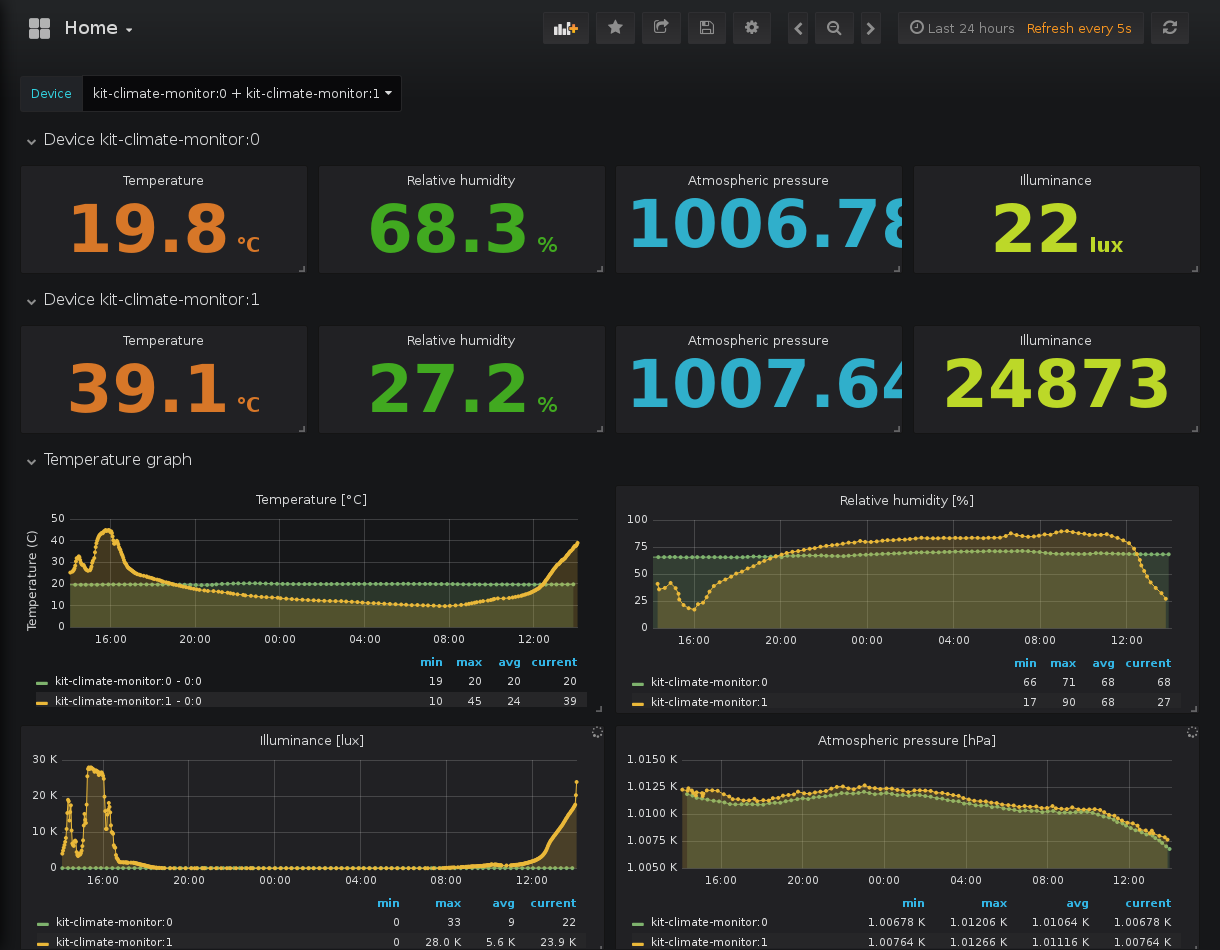 Home
Last 24 hours Refresh every 5s
Device kit-climate-monitor:0 + kit-climate-monitor:1
Device kit-climate-monitor:0
Temperature
19.8 °C
Relative humidity
68.3 %
Atmospheric pressure
1006.78
Illuminance
22 lux
Device kit-climate-monitor:1
Temperature
39.1 °C
Relative humidity
27.2 %
Atmospheric pressure
1007.64
Illuminance
24873
Temperature graph
Temperature [°C]
Temperature (C)
50
40
30
20
10
0
16:00 20:00 00:00 04:00 08:00 12:00
min max avg current
kit-climate-monitor:0 - 0:0 19 20 20 20
kit-climate-monitor:1 - 0:0 10 45 24 39
Relative humidity [%]
100
75
50
25
0
16:00 20:00 00:00 04:00 08:00 12:00
min max avg current
kit-climate-monitor:0 66 71 68 68
kit-climate-monitor:1 17 90 68 27
Illuminance [lux]
30 K
20 K
10 K
0
16:00 20:00 00:00 04:00 08:00 12:00
min max avg current
kit-climate-monitor:0 0 33 9 22
kit-climate-monitor:1 0 28.0 K 5.6 K 23.9 K
Atmospheric pressure [hPa]
1.0150 K
1.0125 K
1.0100 K
1.0075 K
1.0050 K
16:00 20:00 00:00 04:00 08:00 12:00
min max avg current
kit-climate-monitor:0 1.00678 K 1.01206 K 1.01064 K 1.00678 K
kit-climate-monitor:1 1.00764 K 1.01266 K 1.01116 K 1.00764 K